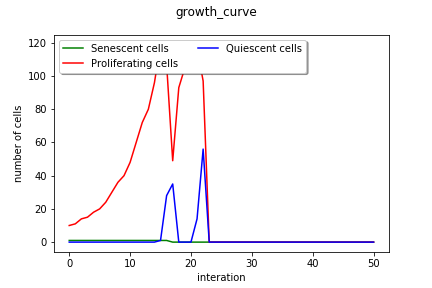 growth_curve
Senescent cells
Proliferating cells
Quiescent cells
number of cells
120
100
80
60
40
20
0
0 10 20 30 40 50
interation